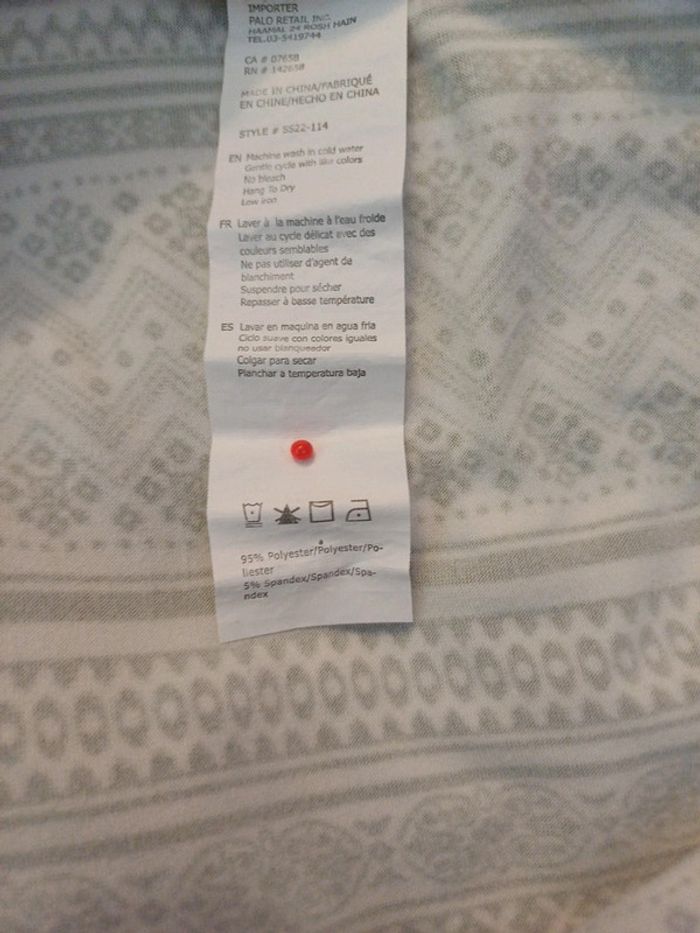 IMPORTER
PALO RETAIL INC.
HAAMAL 24 ROSH HAIN
TEL.03-5419744
CA # 07658
RN # 142658
MADE IN CHINA/FABRIQUÉ
EN CHINE/HECHO EN CHINA
STYLE # SS22-114
EN Machine wash in cold water
Gentle cycle with like colors
No bleach
Hang To Dry
Low iron
FR Laver à la machine à l'eau froide
Laver au cycle délicat avec des
couleurs semblables
Ne pas utiliser d'agent de
blanchiment
Suspendre pour sécher
Repasser à basse température
ES Lavar en maquina en agua fria
Ciclo suave con colores iguales
no usar blanqueador
Colgar para secar
Planchar a temperatura baja
95% Polyester/Polyester/Po-
liester
5% Spandex/Spandex/Spa-
ndex